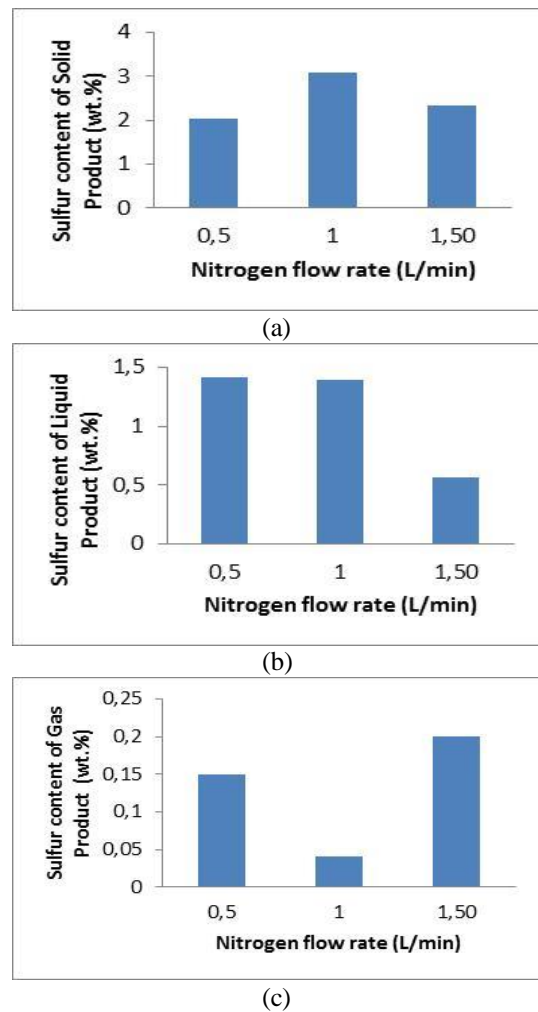 Sulfur content of Solid
Product (wt.%)
4
3
2
1
0
0,5
1
1,50
Nitrogen flow rate (L/min)
(a)
Sulfur content of Liquid
Product (wt.%)
1,5
1
0,5
0
0,5
1
1,50
Nitrogen flow rate (L/min)
(b)
Sulfur content of Gas
Product (wt.%)
0,25
0,2
0,15
0,1
0,05
0
0,5
1
1,50
Nitrogen flow rate (L/min)
(c)